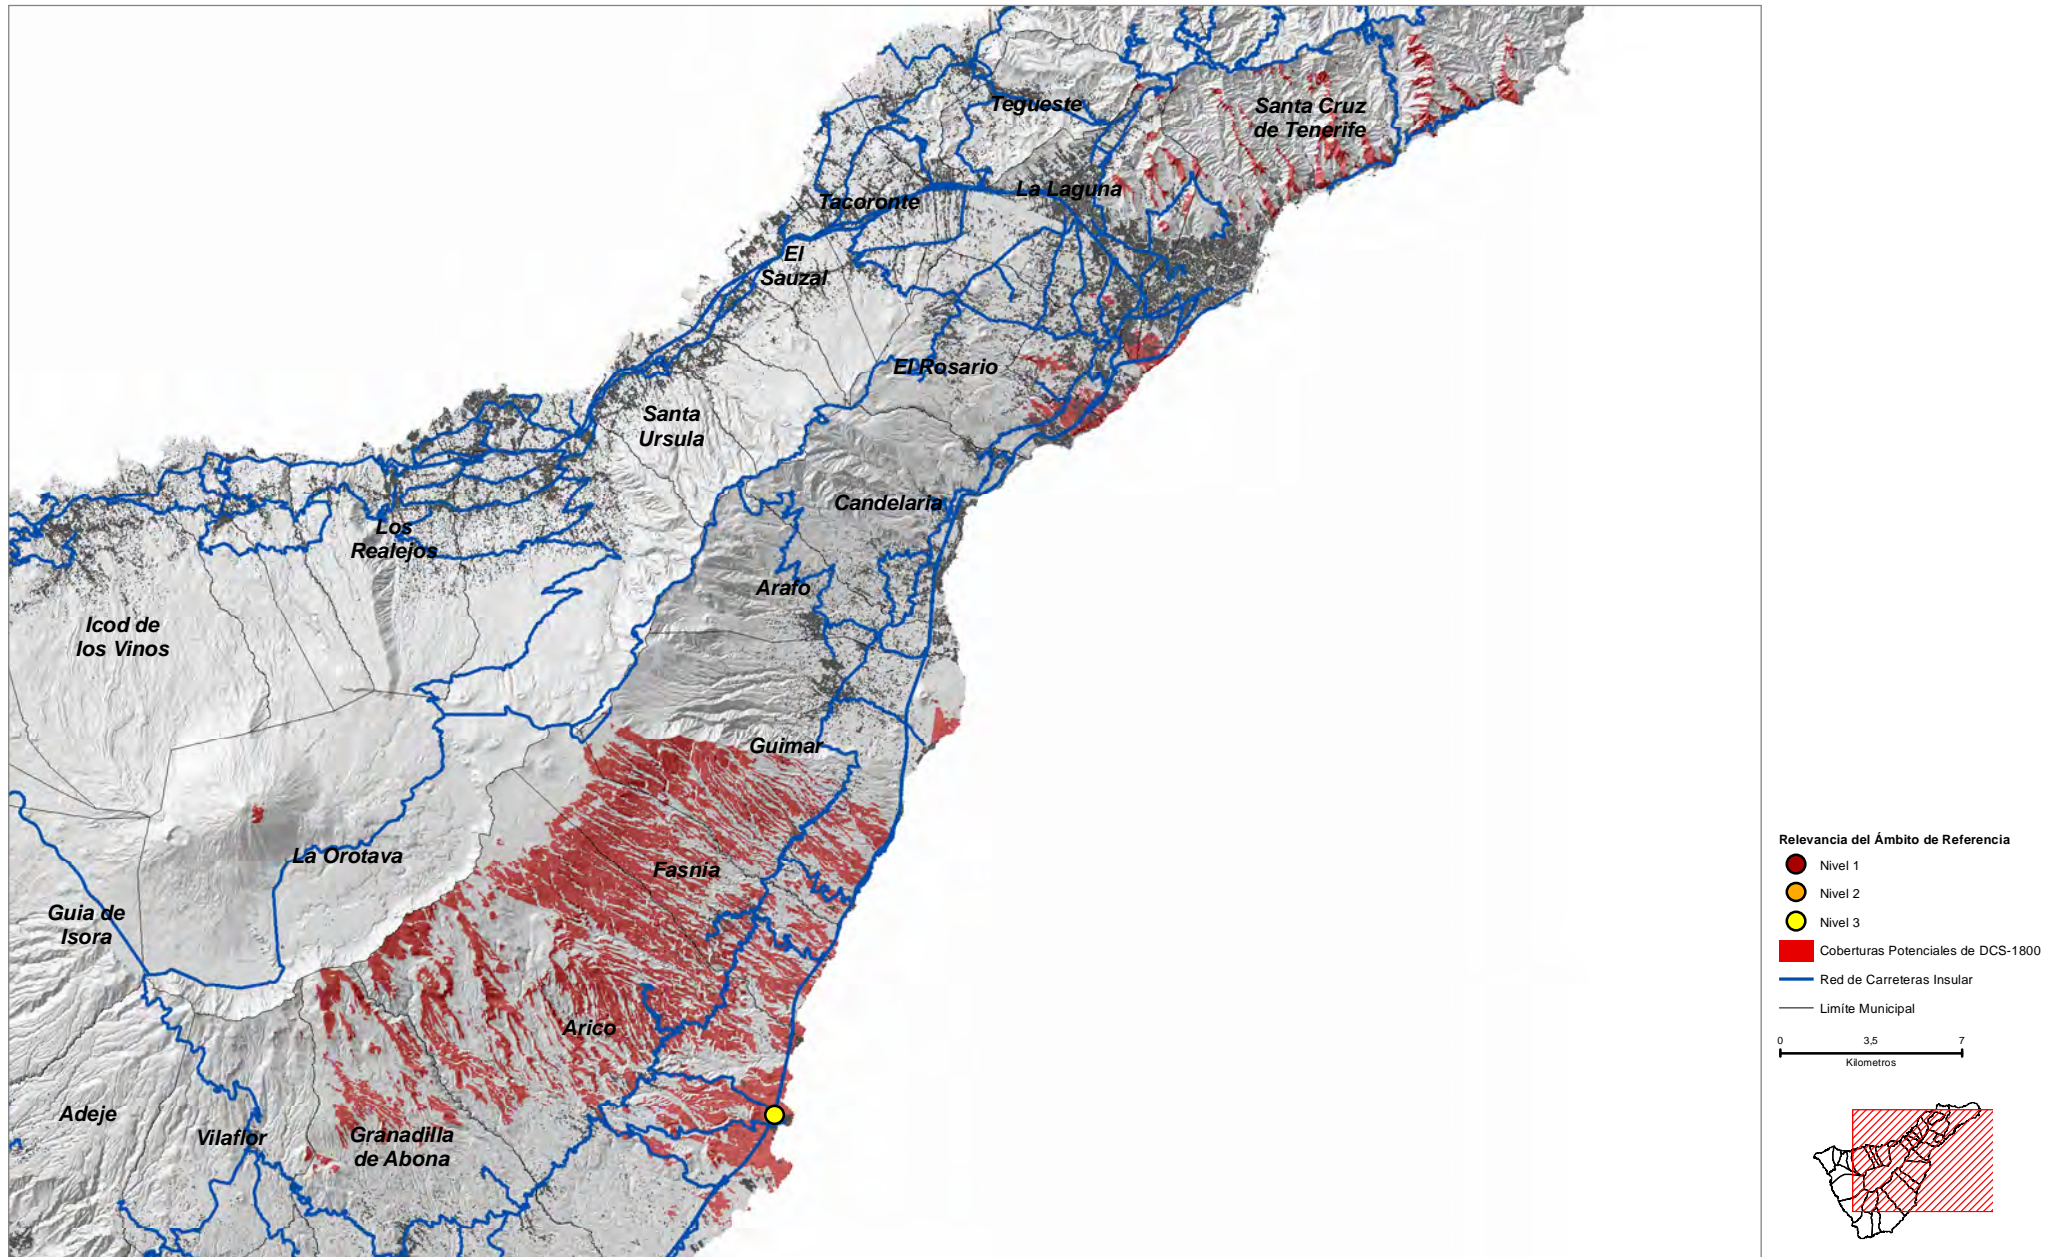 Tegueste
Santa Cruz
de Tenerife
La Laguna
Tacoronte
El
Sauzal
El Rosario
Santa
Ursula
Candelaria
Los
Realejos
Arafo
Icod de
los Vinos
Guimar
La Orotava
Fasnia
Guia de
Isora
Arico
Adeje
Vilaflor
Granadilla
de Abona
Relevancia del Ámbito de Referencia
Nivel 1
Nivel 2
Nivel 3
Coberturas Potenciales de DCS-1800
Red de Carreteras Insular
Limíte Municipal
0 3,5 7
Kilometros